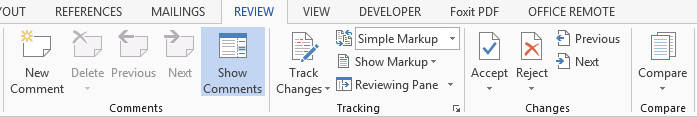 YOUT REFERENCES MAILINGS REVIEW VIEW DEVELOPER Foxit PDF OFFICE REMOTE
New
Comment
Delete
Previous
Next
Show
Comments
Comments
Track
Changes
Simple Markup
Show Markup
Reviewing Pane
Tracking
Accept
Reject
Previous
Next
Changes
Compare
Compare